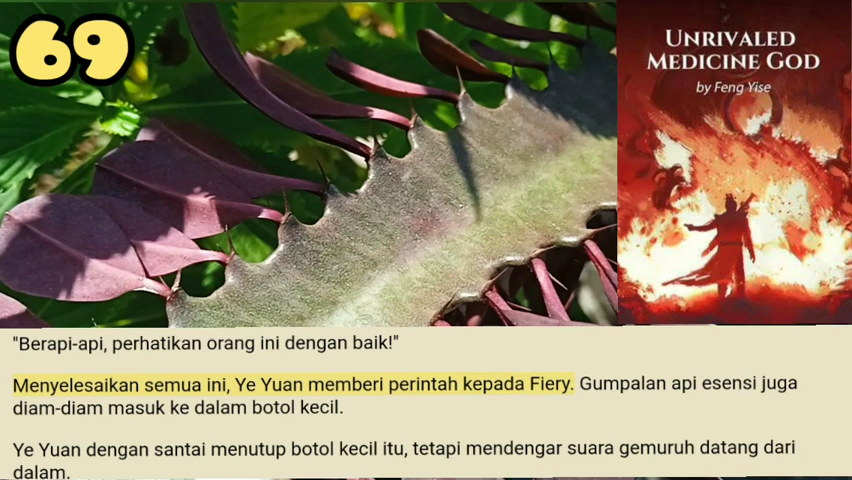 69
UNRIVALED
MEDICINE GOD
by Feng Yise
"Berapi-api, perhatikan orang ini dengan baik!"
Menyelesaikan semua ini, Ye Yuan memberi perintah kepada Fiery. Gumpalan api esensi juga
diam-diam masuk ke dalam botol kecil.
Ye Yuan dengan santai menutup botol kecil itu, tetapi mendengar suara gemuruh datang dari
dalam.